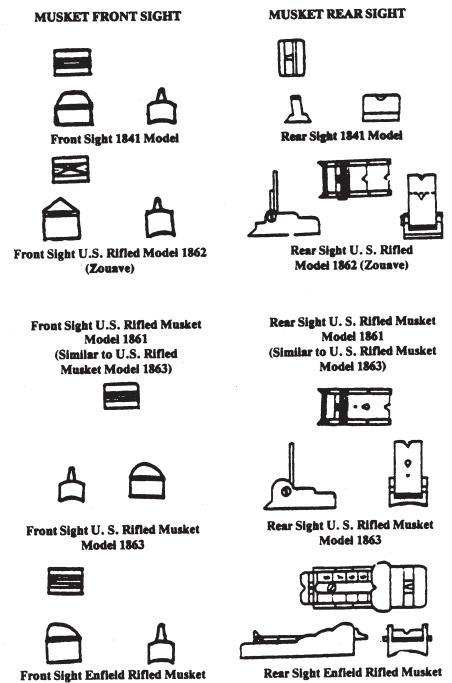 MUSKET FRONT SIGHT
MUSKET REAR SIGHT
Front Sight 1841 Model
Rear Sight 1841 Model
Front Sight U.S. Rifled Model 1862
(Zouave)
Rear Sight U. S. Rifled
Model 1862 (Zouave)
Front Sight U.S. Rifled Musket
Model 1861
(Similar to U.S. Rifled
Musket Model 1863)
Rear Sight U. S. Rifled Musket
Model 1861
(Similar to U. S. Rifled Musket
Model 1863)
Front Sight U. S. Rifled Musket
Model 1863
Rear Sight U. S. Rifled Musket
Model 1863
Front Sight Enfield Rifled Musket
Rear Sight Enfield Rifled Musket